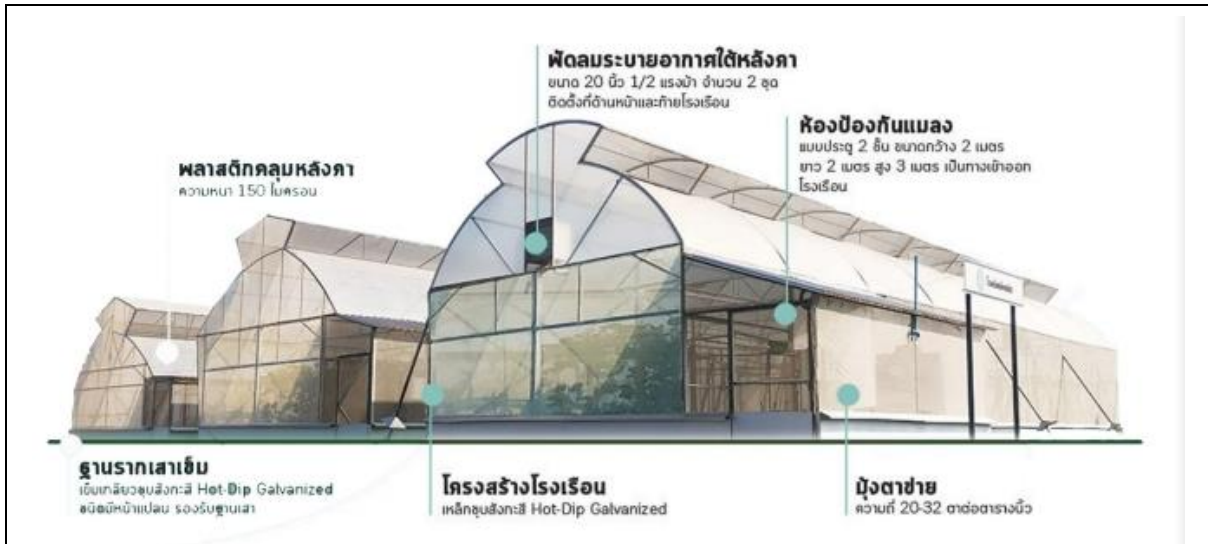 พัดลมระบายอากาศใต้หลังคา
ขนาด 20 นิ้ว 1/2 แรงม้า จำนวน 2 ชุด
ติดตั้งที่ด้านหน้าและท้ายโรงเรือน
ห้องป้องกันแมลง
แบบประตู 2 ชั้น ขนาดกว้าง 2 เมตร
ยาว 2 เมตร สูง 3 เมตร เป็นทางเข้าออก
โรงเรือน
พลาสติกคลุมหลังคา
ความหนา 150 ไมครอน
ฐานรากเสาเข็ม
เข็มเกลียวชุบสังกะสี Hot-Dip Galvanized
ชนิดมีหน้าแปลน รองรับฐานเสา
โครงสร้างโรงเรือน
เหล็กชุบสังกะสี Hot-Dip Galvanized
มุ้งตาข่าย
ความถี่ 20-32 ตาต่อตารางนิ้ว